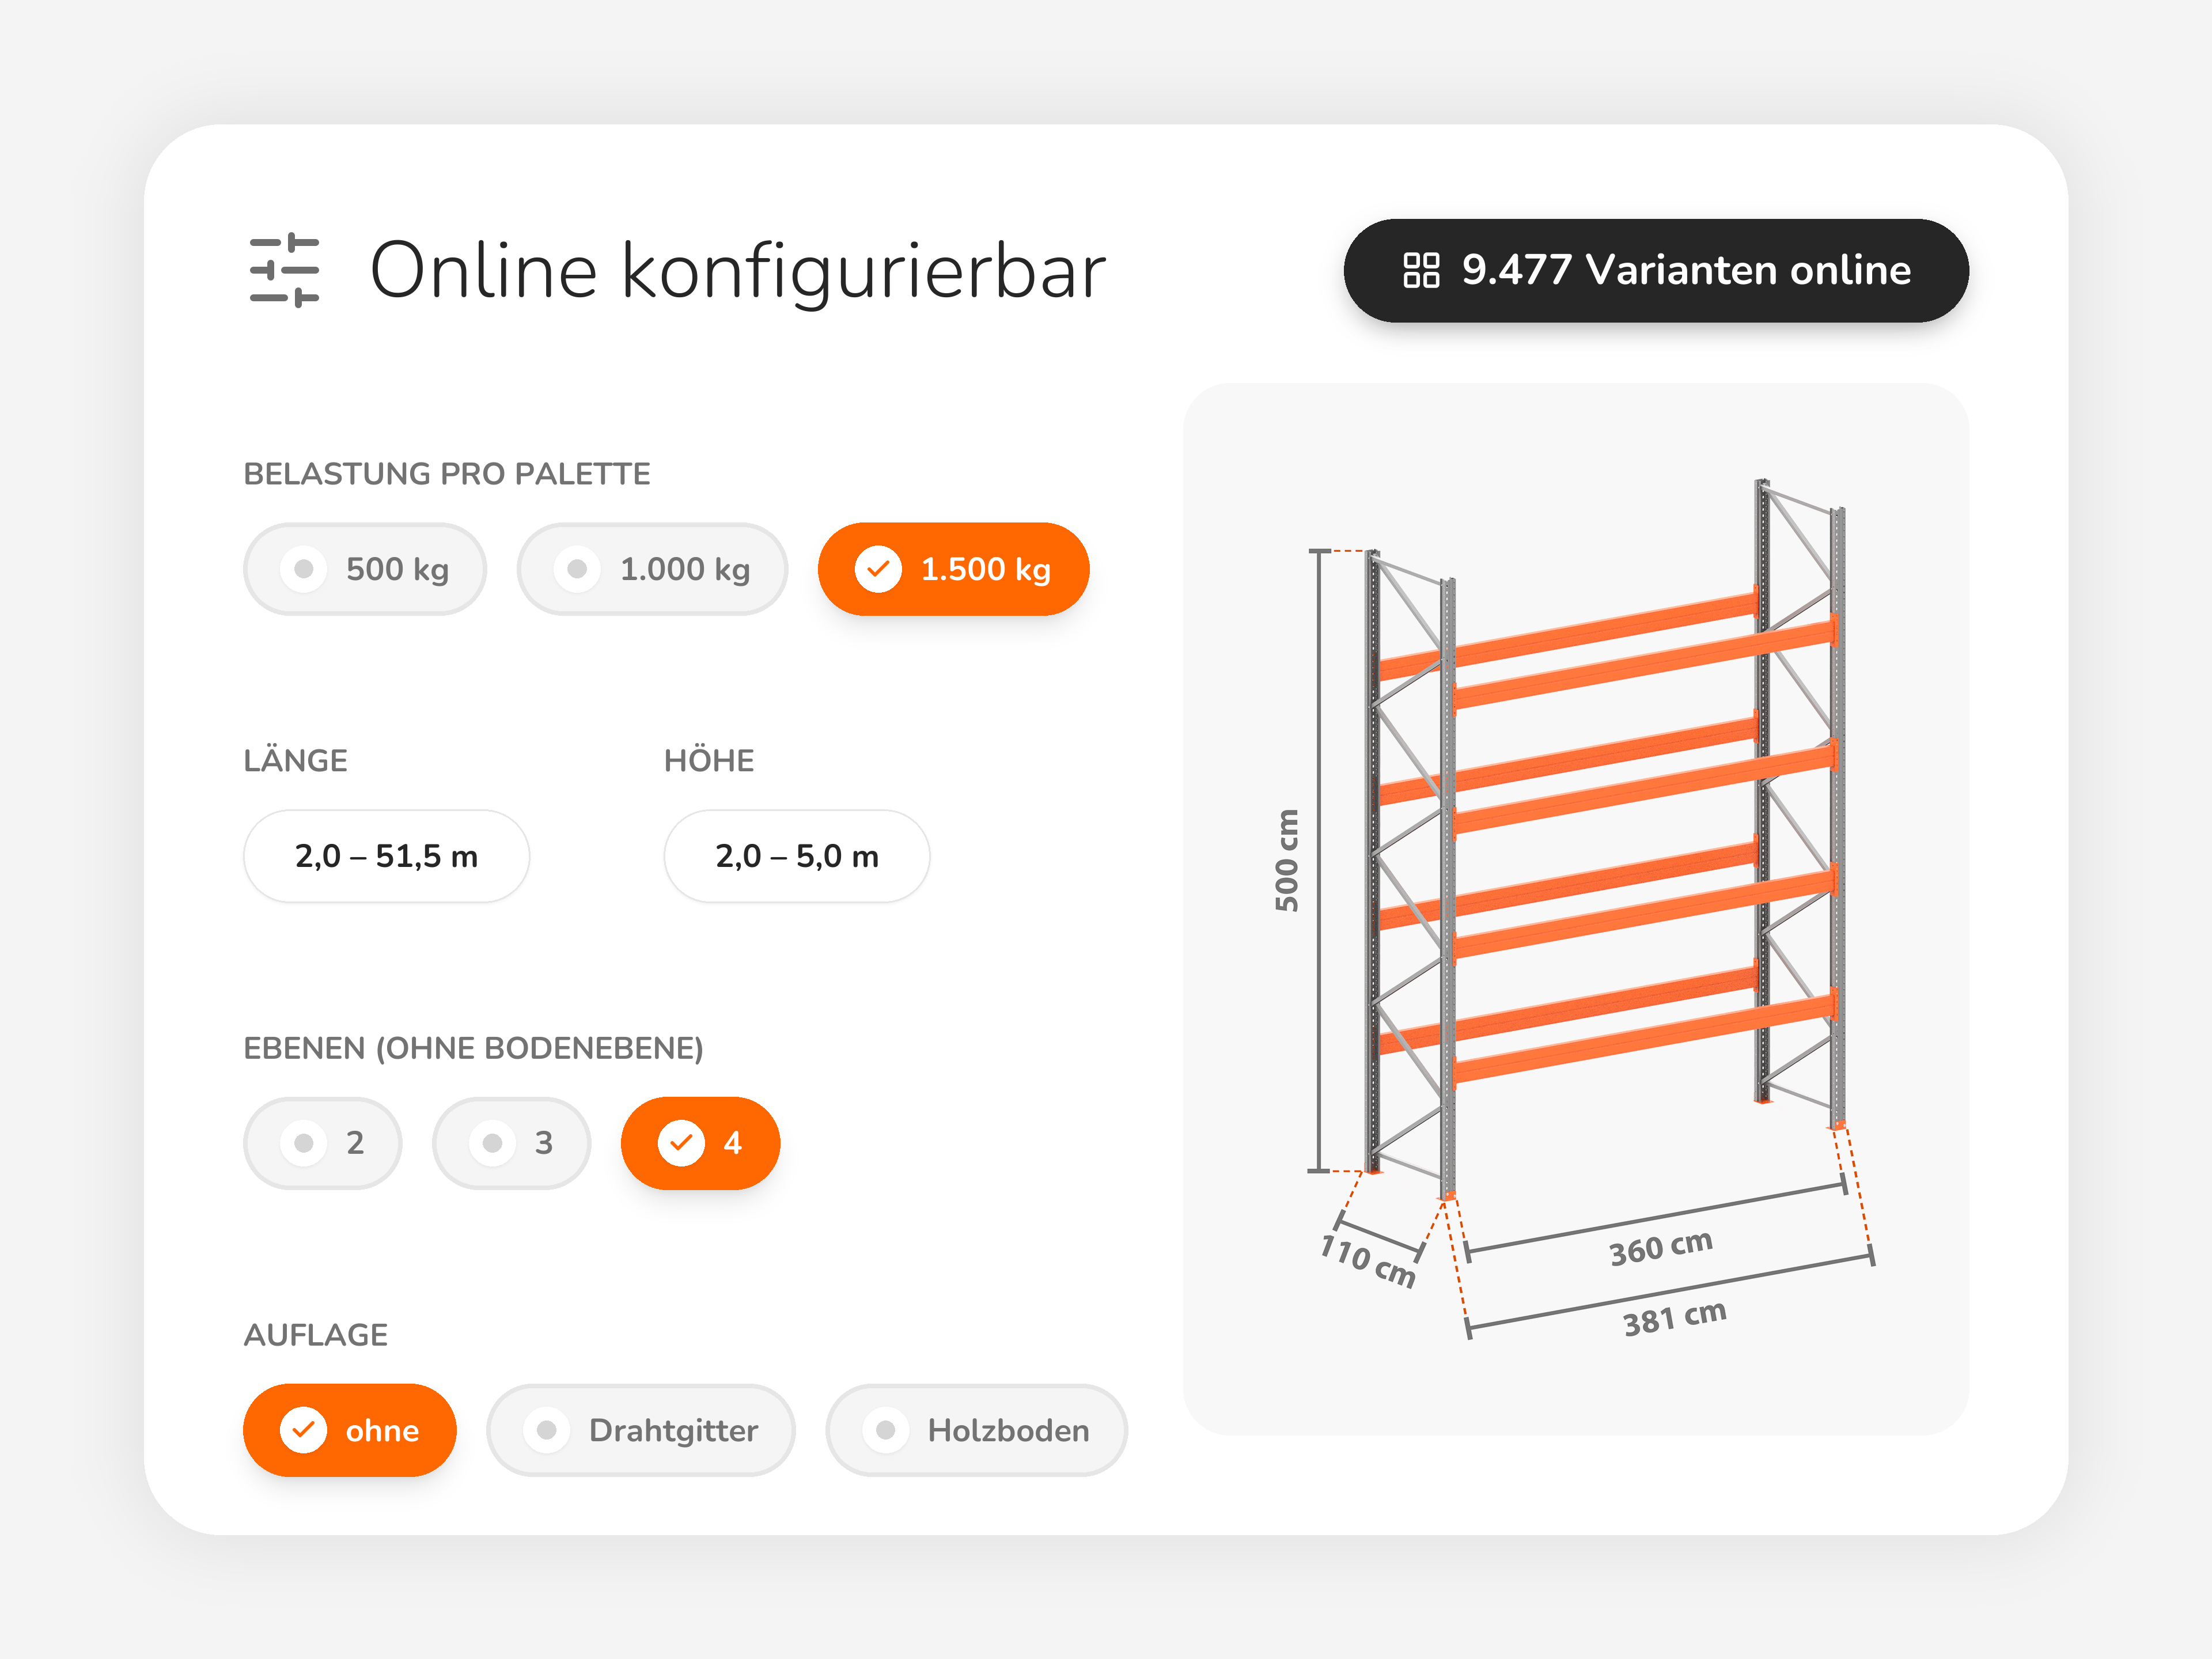 Online konfigurierbar
9.477 Varianten online
BELASTUNG PRO PALETTE
500 kg
1.000 kg
1.500 kg
LÄNGE
HÖHE
2,0 – 51,5 m
2,0 – 5,0 m
EBENEN (OHNE BODENEBENE)
2
3
4
AUFLAGE
ohne
Drahtgitter
Holzboden
500 cm
110 cm
360 cm
381 cm